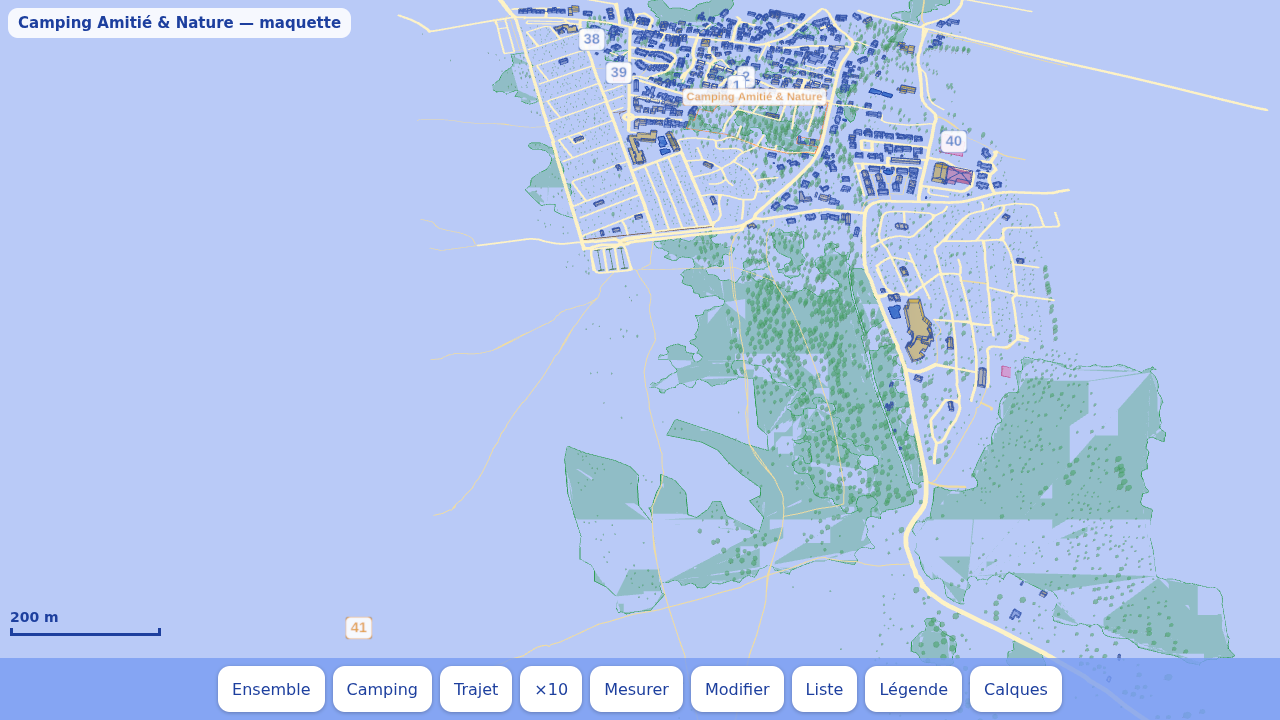 Camping Amitié & Nature — maquette
38
39
2
1
Camping Amitié & Nature
40
200 m
41
Ensemble
Camping
Trajet
×10
Mesurer
Modifier
Liste
Légende
Calques